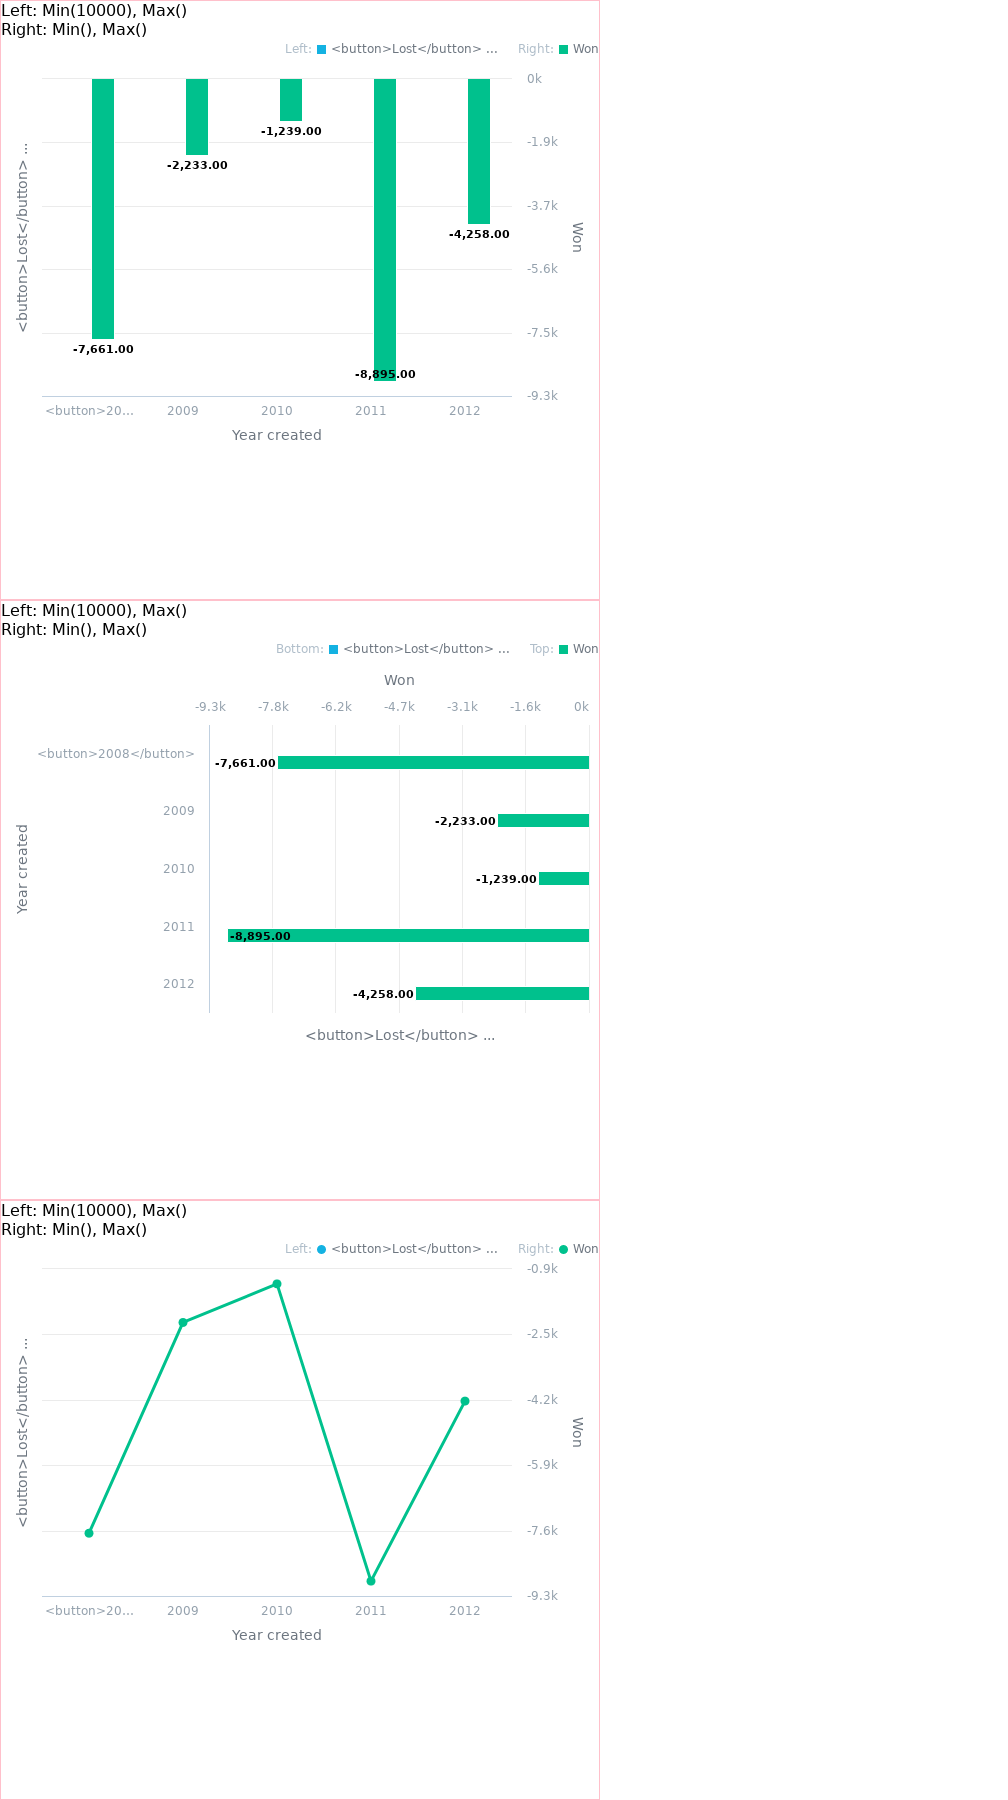 Left: Min(10000), Max()
Right: Min(), Max()
Left: <button>Lost</button> ... Right: Won
0k
-1.9k
-3.7k
-5.6k
-7.5k
-9.3k
<button>Lost</button> ...
Won
-7,661.00
-2,233.00
-1,239.00
-8,895.00
-4,258.00
<button>20... 2009 2010 2011 2012
Year created
Left: Min(10000), Max()
Right: Min(), Max()
Bottom: <button>Lost</button> ... Top: Won
Won
-9.3k -7.8k -6.2k -4.7k -3.1k -1.6k 0k
Year created
<button>2008</button> -7,661.00
2009 -2,233.00
2010 -1,239.00
2011 -8,895.00
2012 -4,258.00
<button>Lost</button> ...
Left: Min(10000), Max()
Right: Min(), Max()
Left: <button>Lost</button> ... Right: Won
-0.9k
-2.5k
-4.2k
-5.9k
-7.6k
-9.3k
<button>Lost</button> ...
Won
<button>20... 2009 2010 2011 2012
Year created